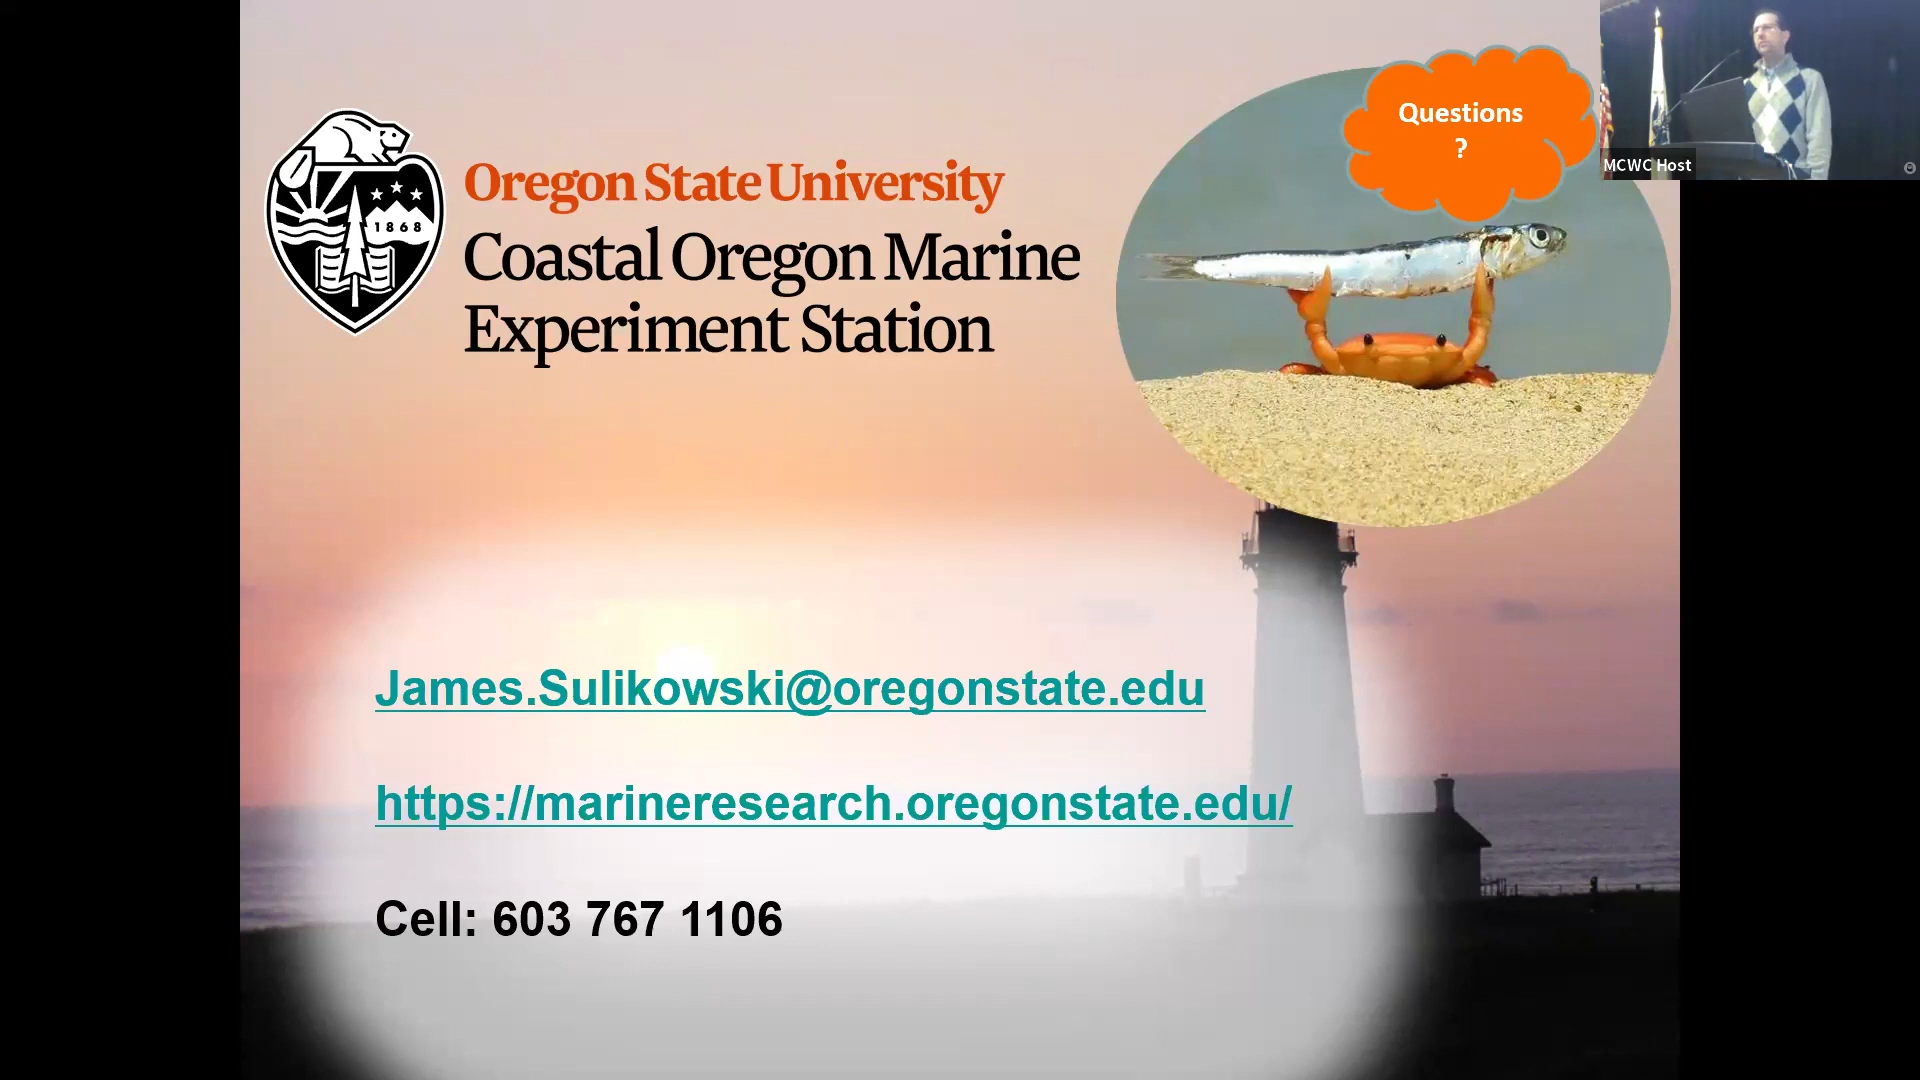 Oregon State University
Coastal Oregon Marine
Experiment Station
1868
Questions
?
MCWC Host
James.Sulikowski@oregonstate.edu
https://marineresearch.oregonstate.edu/
Cell: 603 767 1106